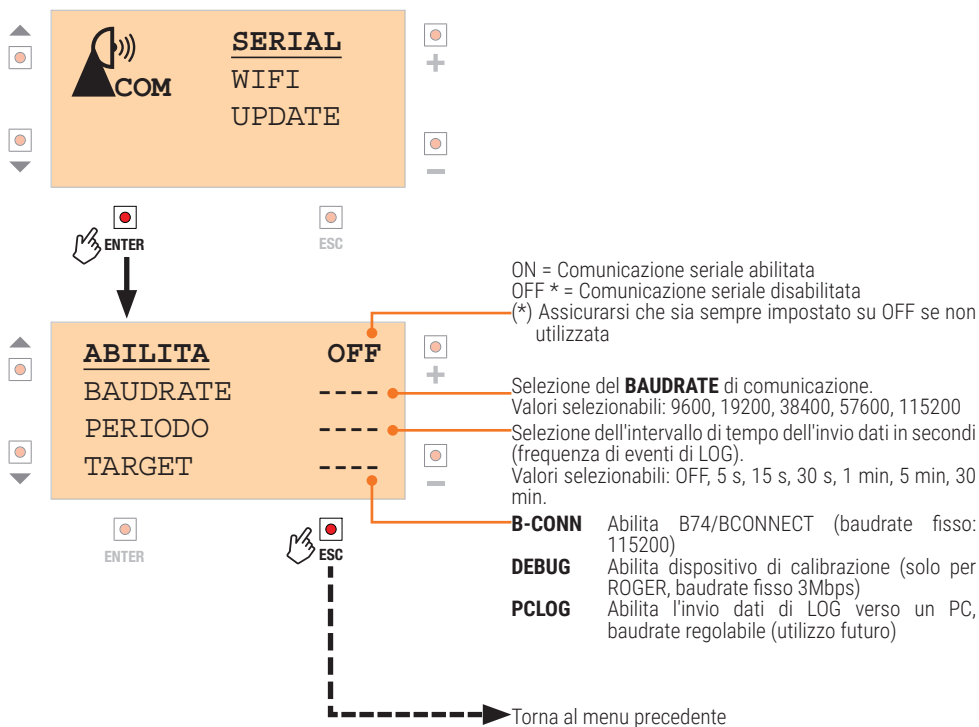 COM
SERIAL
WIFI
UPDATE
+
−
ENTER
ESC
ON = Comunicazione seriale abilitata
OFF * = Comunicazione seriale disabilitata
(*) Assicurarsi che sia sempre impostato su OFF se non
utilizzata
ABILITA OFF
BAUDRATE ----
PERIODO ----
TARGET ----
+
−
ENTER
ESC
Selezione del BAUDRATE di comunicazione.
Valori selezionabili: 9600, 19200, 38400, 57600, 115200
Selezione dell'intervallo di tempo dell'invio dati in secondi
(frequenza di eventi di LOG).
Valori selezionabili: OFF, 5 s, 15 s, 30 s, 1 min, 5 min, 30
min.
B-CONN Abilita B74/BCONNECT (baudrate fisso:
115200)
DEBUG Abilita dispositivo di calibrazione (solo per
ROGER, baudrate fisso 3Mbps)
PCLOG Abilita l'invio dati di LOG verso un PC,
baudrate regolabile (utilizzo futuro)
Torna al menu precedente